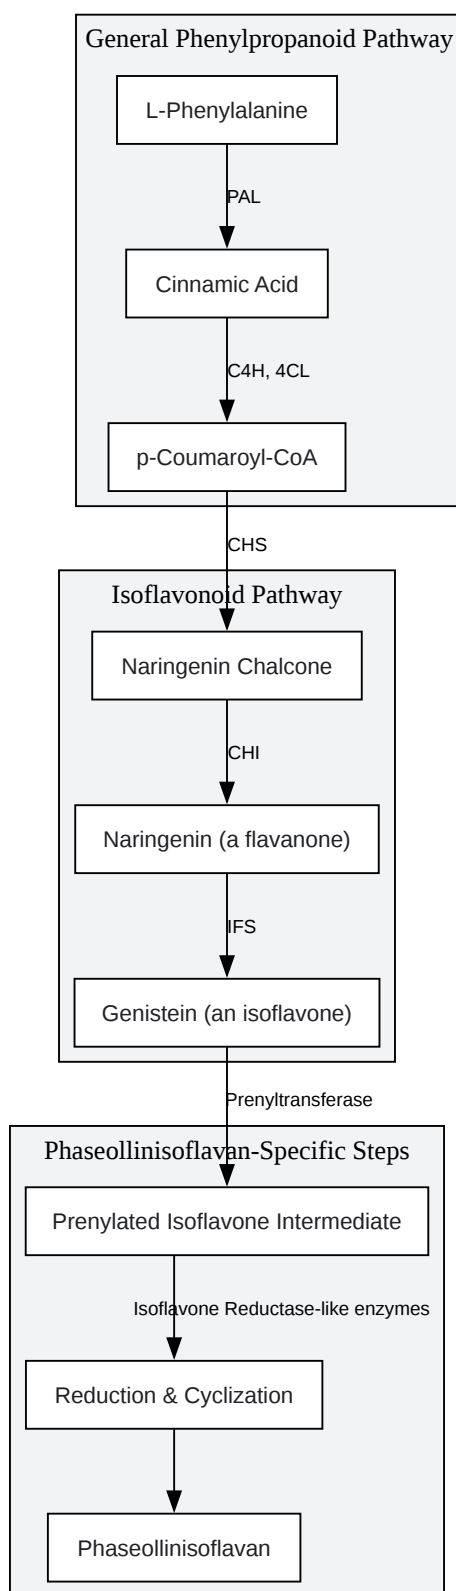 General Phenylpropanoid Pathway
L-Phenylalanine
PAL
Cinnamic Acid
C4H, 4CL
p-Coumaroyl-CoA
CHS
Isoflavonoid Pathway
Naringenin Chalcone
CHI
Naringenin (a flavanone)
IFS
Genistein (an isoflavone)
Prenyltransferase
Phaseollinisoflavan-Specific Steps
Prenylated Isoflavone Intermediate
Isoflavone Reductase-like enzymes
Reduction & Cyclization
Phaseollinisoflavan